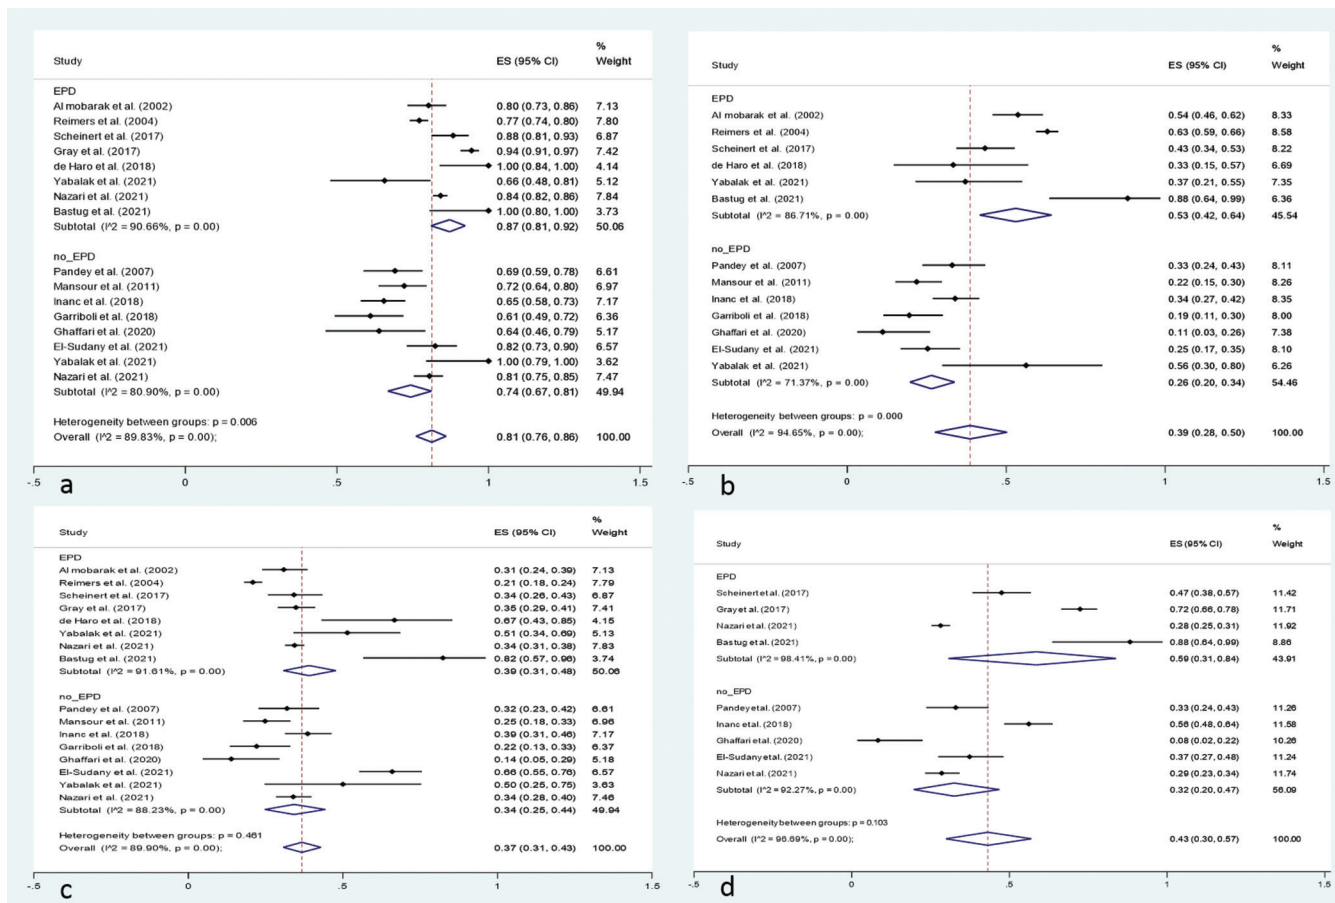 %
Study ES (95% CI) Weight
EPD
Al mobarak et al. (2002) 0.80 (0.73, 0.86) 7.13
Reimers et al. (2004) 0.77 (0.74, 0.80) 7.80
Scheinert et al. (2017) 0.88 (0.81, 0.93) 6.87
Gray et al. (2017) 0.94 (0.91, 0.97) 7.42
de Haro et al. (2018) 1.00 (0.84, 1.00) 4.14
Yabalak et al. (2021) 0.66 (0.48, 0.81) 5.12
Nazari et al. (2021) 0.84 (0.82, 0.86) 7.84
Bastug et al. (2021) 1.00 (0.80, 1.00) 3.73
Subtotal (I^2 = 90.66%, p = 0.00) 0.87 (0.81, 0.92) 50.06
no_EPD
Pandey et al. (2007) 0.69 (0.59, 0.78) 6.61
Mansour et al. (2011) 0.72 (0.64, 0.80) 6.97
Inanc et al. (2018) 0.65 (0.58, 0.73) 7.17
Garriboli et al. (2018) 0.61 (0.49, 0.72) 6.36
Ghaffari et al. (2020) 0.64 (0.46, 0.79) 5.17
El-Sudany et al. (2021) 0.82 (0.73, 0.90) 6.57
Yabalak et al. (2021) 1.00 (0.79, 1.00) 3.62
Nazari et al. (2021) 0.81 (0.75, 0.85) 7.47
Subtotal (I^2 = 80.90%, p = 0.00) 0.74 (0.67, 0.81) 49.94
Heterogeneity between groups: p = 0.006
Overall (I^2 = 89.83%, p = 0.00); 0.81 (0.76, 0.86) 100.00
-.5 0 .5 1 1.5
a
%
Study ES (95% CI) Weight
EPD
Al mobarak et al. (2002) 0.54 (0.46, 0.62) 8.33
Reimers et al. (2004) 0.63 (0.59, 0.66) 8.58
Scheinert et al. (2017) 0.43 (0.34, 0.53) 8.22
de Haro et al. (2018) 0.33 (0.15, 0.57) 6.69
Yabalak et al. (2021) 0.37 (0.21, 0.55) 7.35
Bastug et al. (2021) 0.88 (0.64, 0.99) 6.36
Subtotal (I^2 = 86.71%, p = 0.00) 0.53 (0.42, 0.64) 45.54
no_EPD
Pandey et al. (2007) 0.33 (0.24, 0.43) 8.11
Mansour et al. (2011) 0.22 (0.15, 0.30) 8.26
Inanc et al. (2018) 0.34 (0.27, 0.42) 8.35
Garriboli et al. (2018) 0.19 (0.11, 0.30) 8.00
Ghaffari et al. (2020) 0.11 (0.03, 0.26) 7.38
El-Sudany et al. (2021) 0.25 (0.17, 0.35) 8.10
Yabalak et al. (2021) 0.56 (0.30, 0.80) 6.26
Subtotal (I^2 = 71.37%, p = 0.00) 0.26 (0.20, 0.34) 54.46
Heterogeneity between groups: p = 0.000
Overall (I^2 = 94.65%, p = 0.00); 0.39 (0.28, 0.50) 100.00
-.5 0 .5 1 1.5
b
%
Study ES (95% CI) Weight
EPD
Al mobarak et al. (2002) 0.31 (0.24, 0.39) 7.13
Reimers et al. (2004) 0.21 (0.18, 0.24) 7.79
Scheinert et al. (2017) 0.34 (0.26, 0.43) 6.87
Gray et al. (2017) 0.35 (0.29, 0.41) 7.41
de Haro et al. (2018) 0.67 (0.43, 0.85) 4.15
Yabalak et al. (2021) 0.51 (0.34, 0.69) 5.13
Nazari et al. (2021) 0.34 (0.31, 0.38) 7.83
Bastug et al. (2021) 0.82 (0.57, 0.96) 3.74
Subtotal (I^2 = 91.61%, p = 0.00) 0.39 (0.31, 0.48) 50.06
no_EPD
Pandey et al. (2007) 0.32 (0.23, 0.42) 6.61
Mansour et al. (2011) 0.25 (0.18, 0.33) 6.96
Inanc et al. (2018) 0.39 (0.31, 0.46) 7.17
Garriboli et al. (2018) 0.22 (0.13, 0.33) 6.37
Ghaffari et al. (2020) 0.14 (0.05, 0.29) 5.18
El-Sudany et al. (2021) 0.66 (0.55, 0.76) 6.57
Yabalak et al. (2021) 0.50 (0.25, 0.75) 3.63
Nazari et al. (2021) 0.34 (0.28, 0.40) 7.46
Subtotal (I^2 = 88.23%, p = 0.00) 0.34 (0.25, 0.44) 49.94
Heterogeneity between groups: p = 0.461
Overall (I^2 = 89.90%, p = 0.00); 0.37 (0.31, 0.43) 100.00
-.5 0 .5 1 1.5
c
%
Study ES (95% CI) Weight
EPD
Scheinert et al. (2017) 0.47 (0.38, 0.57) 11.42
Gray et al. (2017) 0.72 (0.66, 0.78) 11.71
Nazari et al. (2021) 0.28 (0.25, 0.31) 11.92
Bastug et al. (2021) 0.88 (0.64, 0.99) 8.86
Subtotal (I^2 = 98.41%, p = 0.00) 0.59 (0.31, 0.84) 43.91
no_EPD
Pandey et al. (2007) 0.33 (0.24, 0.43) 11.26
Inanc et al. (2018) 0.56 (0.48, 0.64) 11.58
Ghaffari et al. (2020) 0.08 (0.02, 0.22) 10.26
El-Sudany et al. (2021) 0.37 (0.27, 0.48) 11.24
Nazari et al. (2021) 0.29 (0.23, 0.34) 11.74
Subtotal (I^2 = 92.27%, p = 0.00) 0.32 (0.20, 0.47) 56.09
Heterogeneity between groups: p = 0.103
Overall (I^2 = 96.69%, p = 0.00); 0.43 (0.30, 0.57) 100.00
-.5 0 .5 1 1.5
d